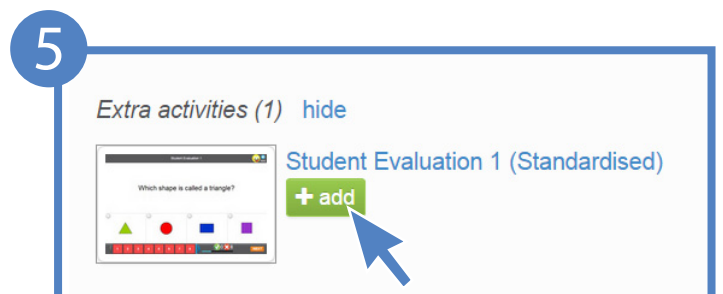 5
Extra activities (1) hide
Student Evaluation 1 (Standardised)
+ add
Student Evaluation 1
Which shape is called a triangle?